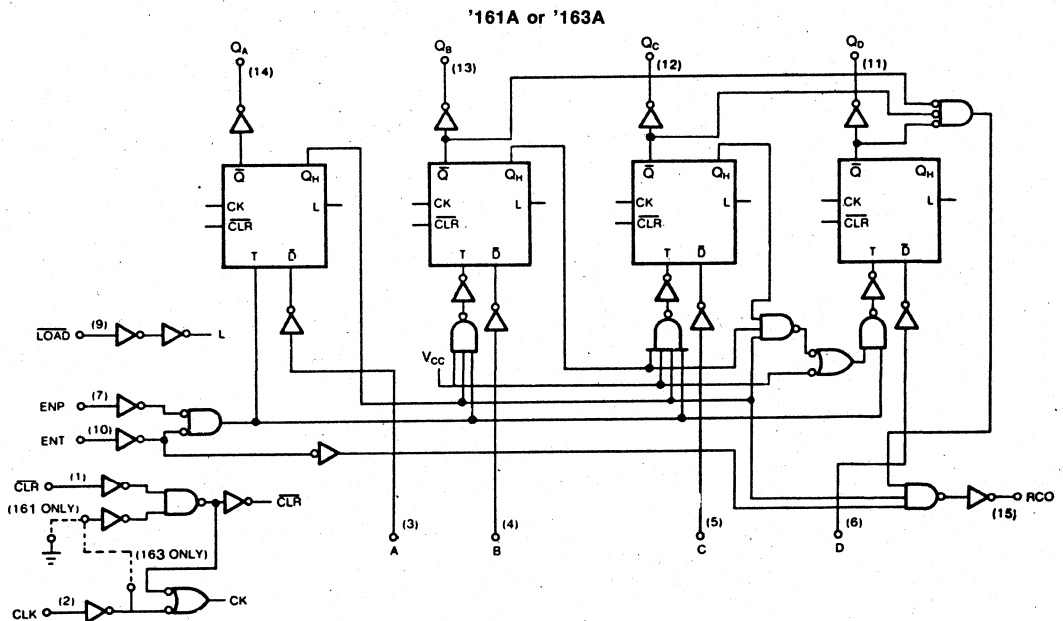 '161A or '163A
Q_A Q_B Q_C Q_D
(14) (13) (12) (11)
Q̅ Q_H Q̅ Q_H Q̅ Q_H Q̅ Q_H
CK L CK L CK L CK L
C̅L̅R̅ C̅L̅R̅ C̅L̅R̅ C̅L̅R̅
T D̅ T D̅ T D̅ T D̅
L̅O̅A̅D̅ (9) L
V_CC
ENP (7)
ENT (10)
C̅L̅R̅ (1) C̅L̅R̅
(161 ONLY)
(163 ONLY)
CLK (2) CK
(3) (4) (5) (6)
A B C D
RCO
(15)